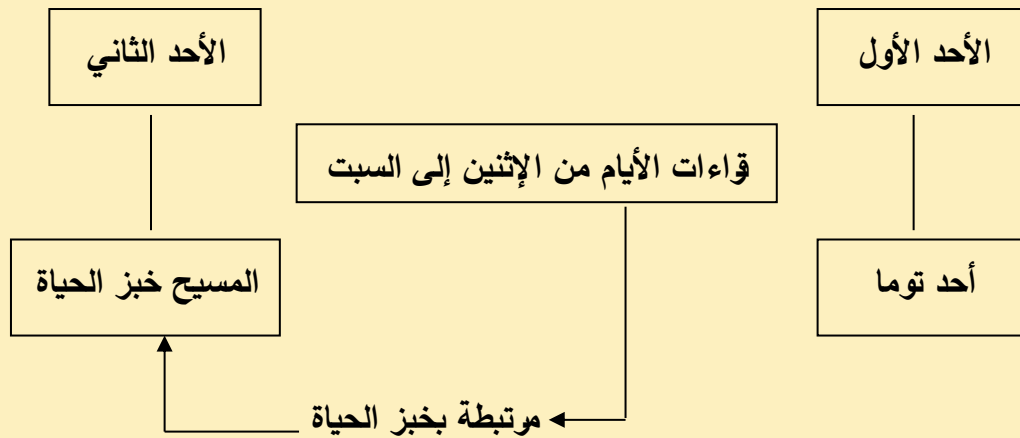 الأحد الأول
الأحد الثاني
قراءات الأيام من الإثنين إلى السبت
أحد توما
المسيح خبز الحياة
مرتبطة بخبز الحياة